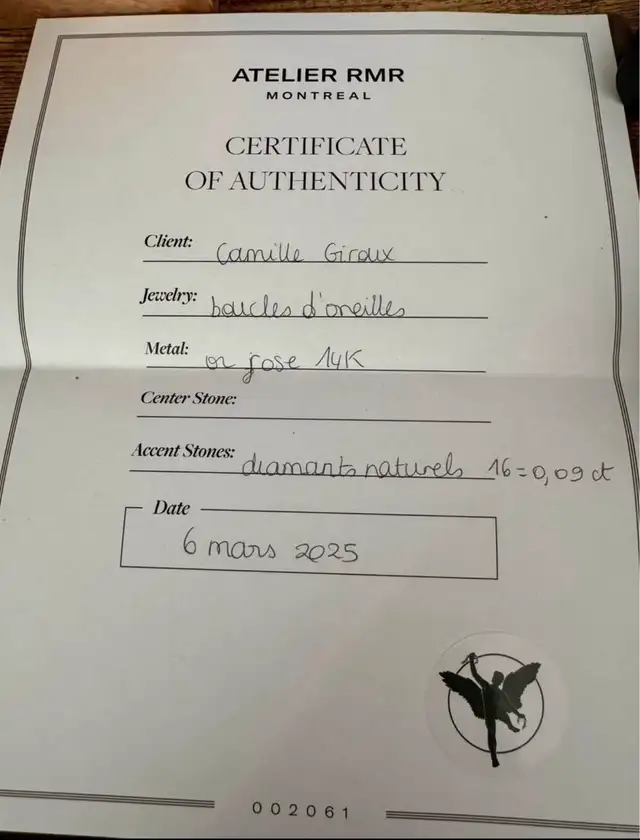 ATELIER RMR
MONTREAL
CERTIFICATE
OF AUTHENTICITY
Client: Camille Giroux
Jewelry: boucles d'oreilles
Metal: or rose 14K
Center Stone:
Accent Stones: diamants naturels 16=0,09 ct
Date
6 mars 2025
002061